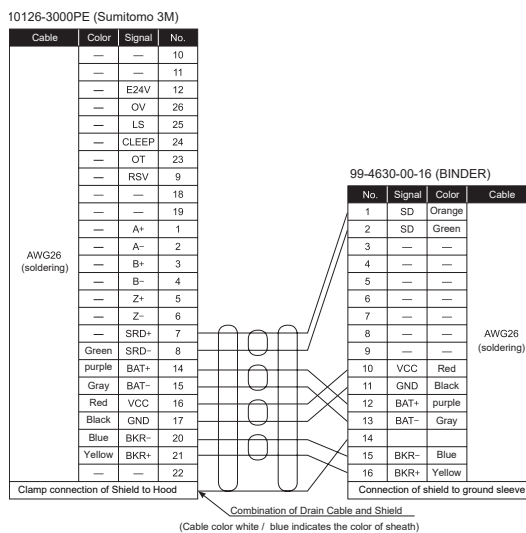 10126-3000PE (Sumitomo 3M)
Cable Color Signal No.
— — 10
— — 11
— E24V 12
— OV 26
— LS 25
— CLEEP 24
— OT 23
— RSV 9
— — 18
— — 19
— A+ 1
— A− 2
— B+ 3
— B− 4
— Z+ 5
— Z− 6
— SRD+ 7
Green SRD− 8
purple BAT+ 14
Gray BAT− 15
Red VCC 16
Black GND 17
Blue BKR− 20
Yellow BKR+ 21
— — 22
AWG26
(soldering)
Clamp connection of Shield to Hood
99-4630-00-16 (BINDER)
No. Signal Color Cable
1 SD Orange
2 SD Green
3 — —
4 — —
5 — —
6 — —
7 — —
8 — —
9 — —
10 VCC Red
11 GND Black
12 BAT+ purple
13 BAT− Gray
14
15 BKR− Blue
16 BKR+ Yellow
AWG26
(soldering)
Connection of shield to ground sleeve
Combination of Drain Cable and Shield
(Cable color white / blue indicates the color of sheath)